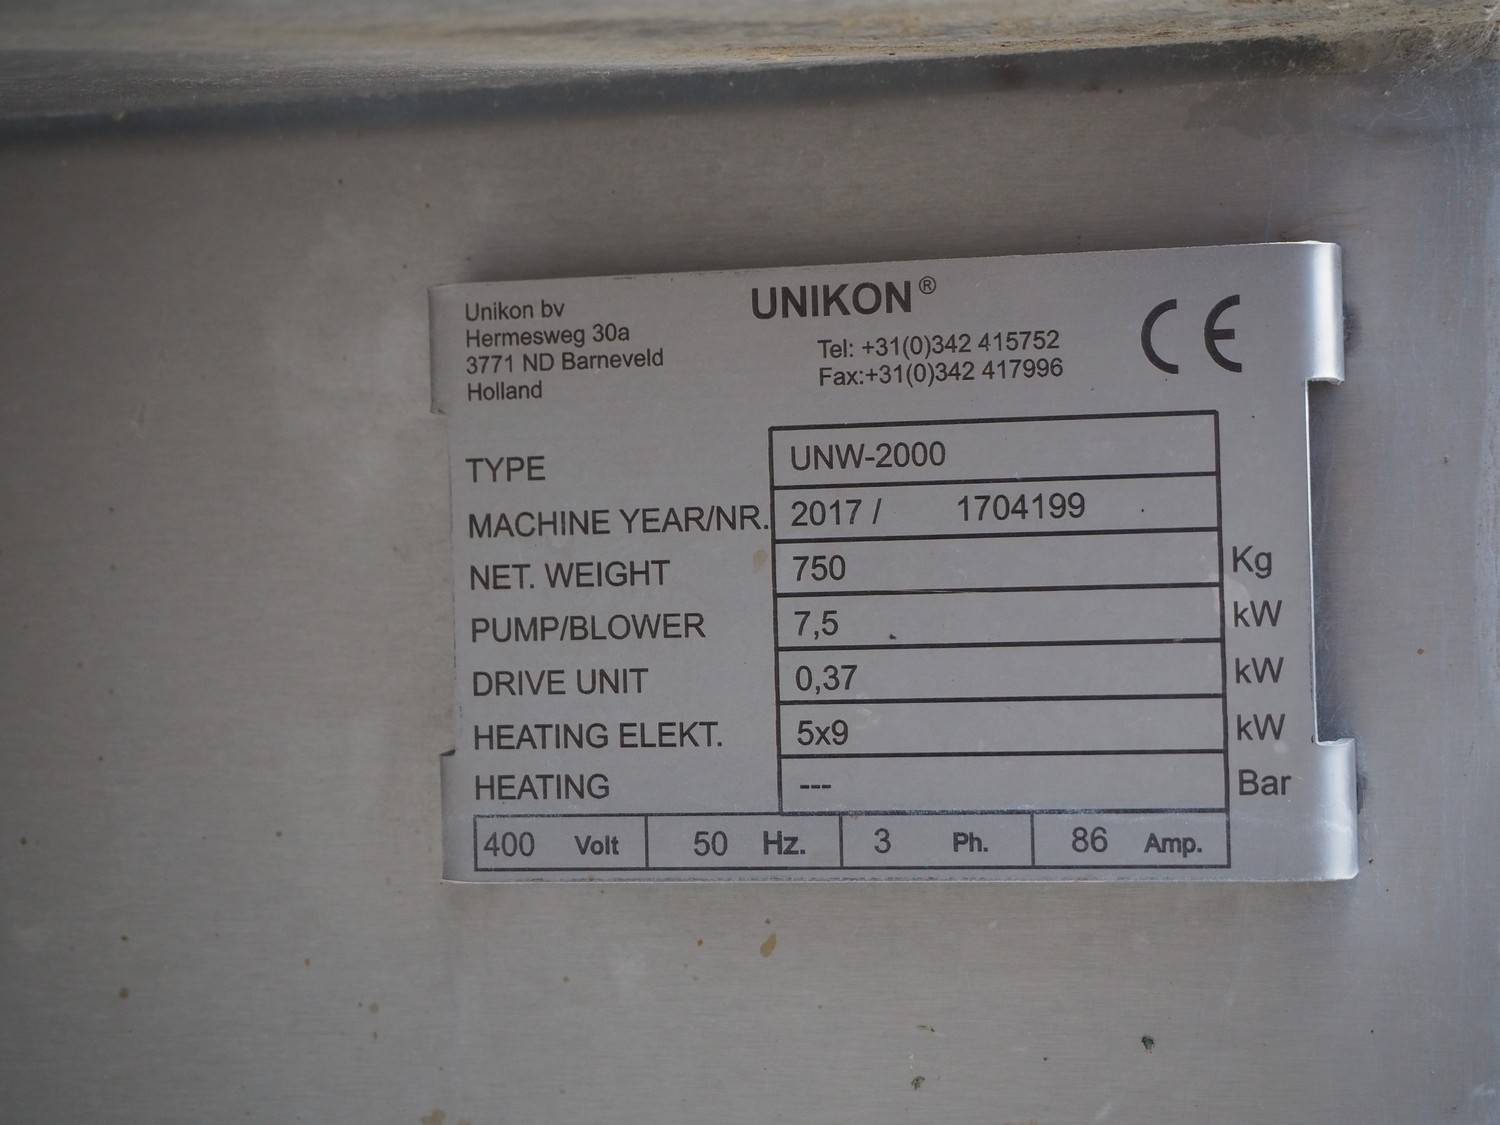 Unikon bv
Hermesweg 30a
3771 ND Barneveld
Holland
UNIKON®
Tel: +31(0)342 415752
Fax:+31(0)342 417996
CE
TYPE UNW-2000
MACHINE YEAR/NR. 2017 / 1704199
NET. WEIGHT 750 Kg
PUMP/BLOWER 7,5 kW
DRIVE UNIT 0,37 kW
HEATING ELEKT. 5x9 kW
HEATING --- Bar
400 Volt 50 Hz. 3 Ph. 86 Amp.